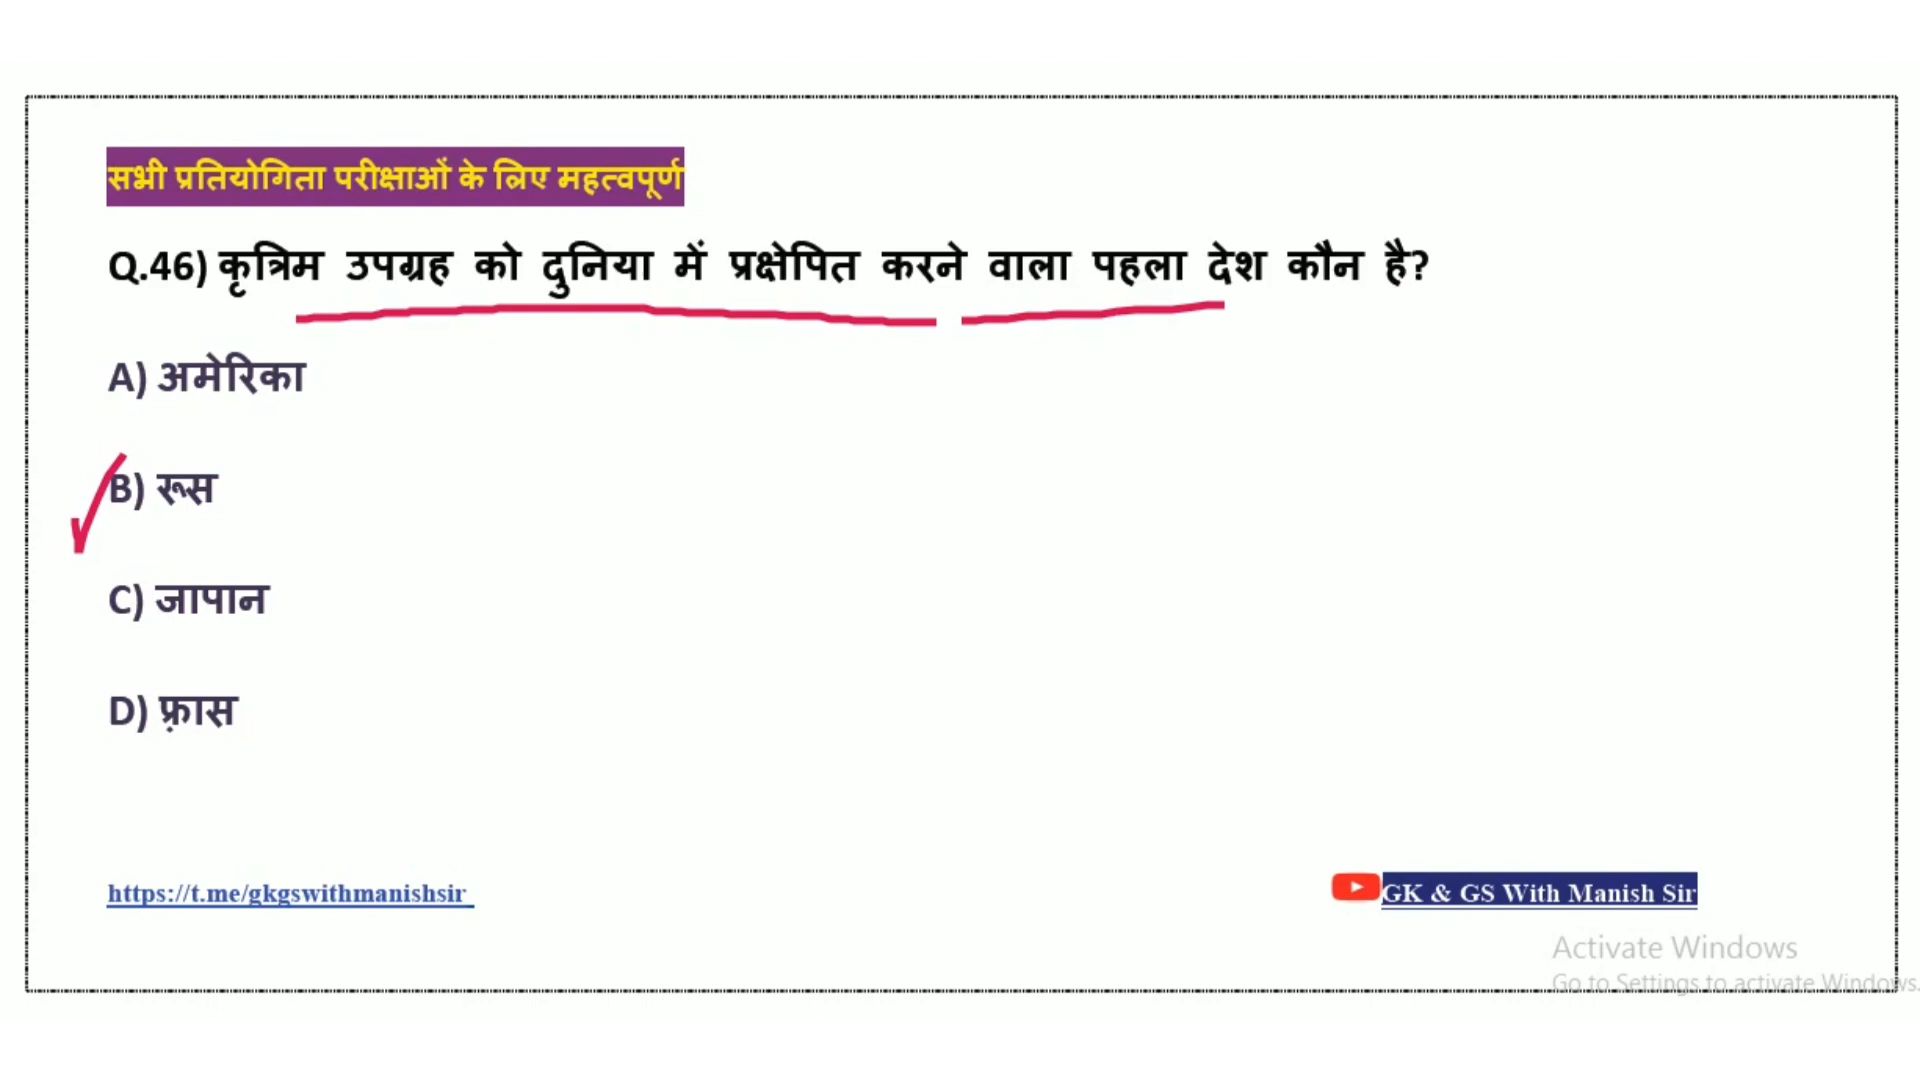 सभी प्रतियोगिता परीक्षाओं के लिए महत्वपूर्ण
Q.46) कृत्रिम उपग्रह को दुनिया में प्रक्षेपित करने वाला पहला देश कौन है?
A) अमेरिका
B) रूस
C) जापान
D) फ़्रास
https://t.me/gkgswithmanishsir
GK & GS With Manish Sir
Activate Windows
Go to Settings to activate Windows.